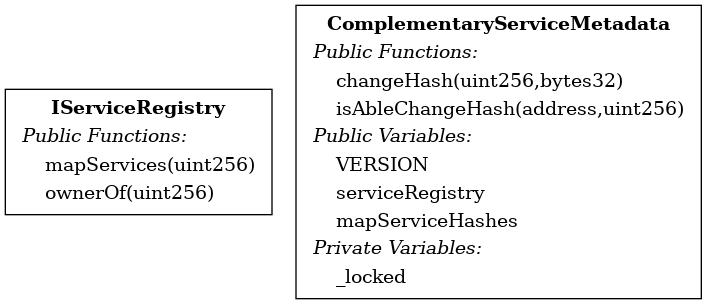 IServiceRegistry
Public Functions:
mapServices(uint256)
ownerOf(uint256)
ComplementaryServiceMetadata
Public Functions:
changeHash(uint256,bytes32)
isAbleChangeHash(address,uint256)
Public Variables:
VERSION
serviceRegistry
mapServiceHashes
Private Variables:
_locked